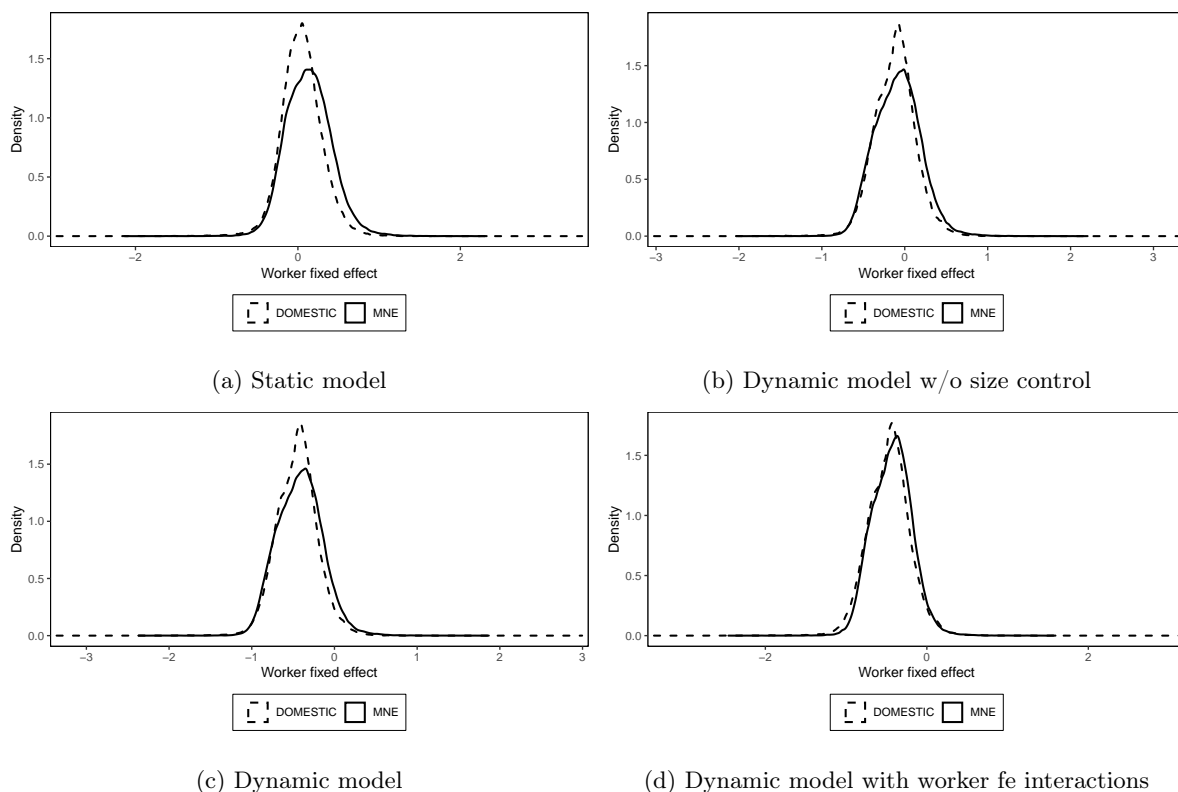 Density
1.5
1.0
0.5
0.0
−2 0 2
Worker fixed effect
DOMESTIC MNE
(a) Static model
Density
1.5
1.0
0.5
0.0
−3 −2 −1 0 1 2 3
Worker fixed effect
DOMESTIC MNE
(b) Dynamic model w/o size control
Density
1.5
1.0
0.5
0.0
−3 −2 −1 0 1 2 3
Worker fixed effect
DOMESTIC MNE
(c) Dynamic model
Density
1.5
1.0
0.5
0.0
−2 0 2
Worker fixed effect
DOMESTIC MNE
(d) Dynamic model with worker fe interactions